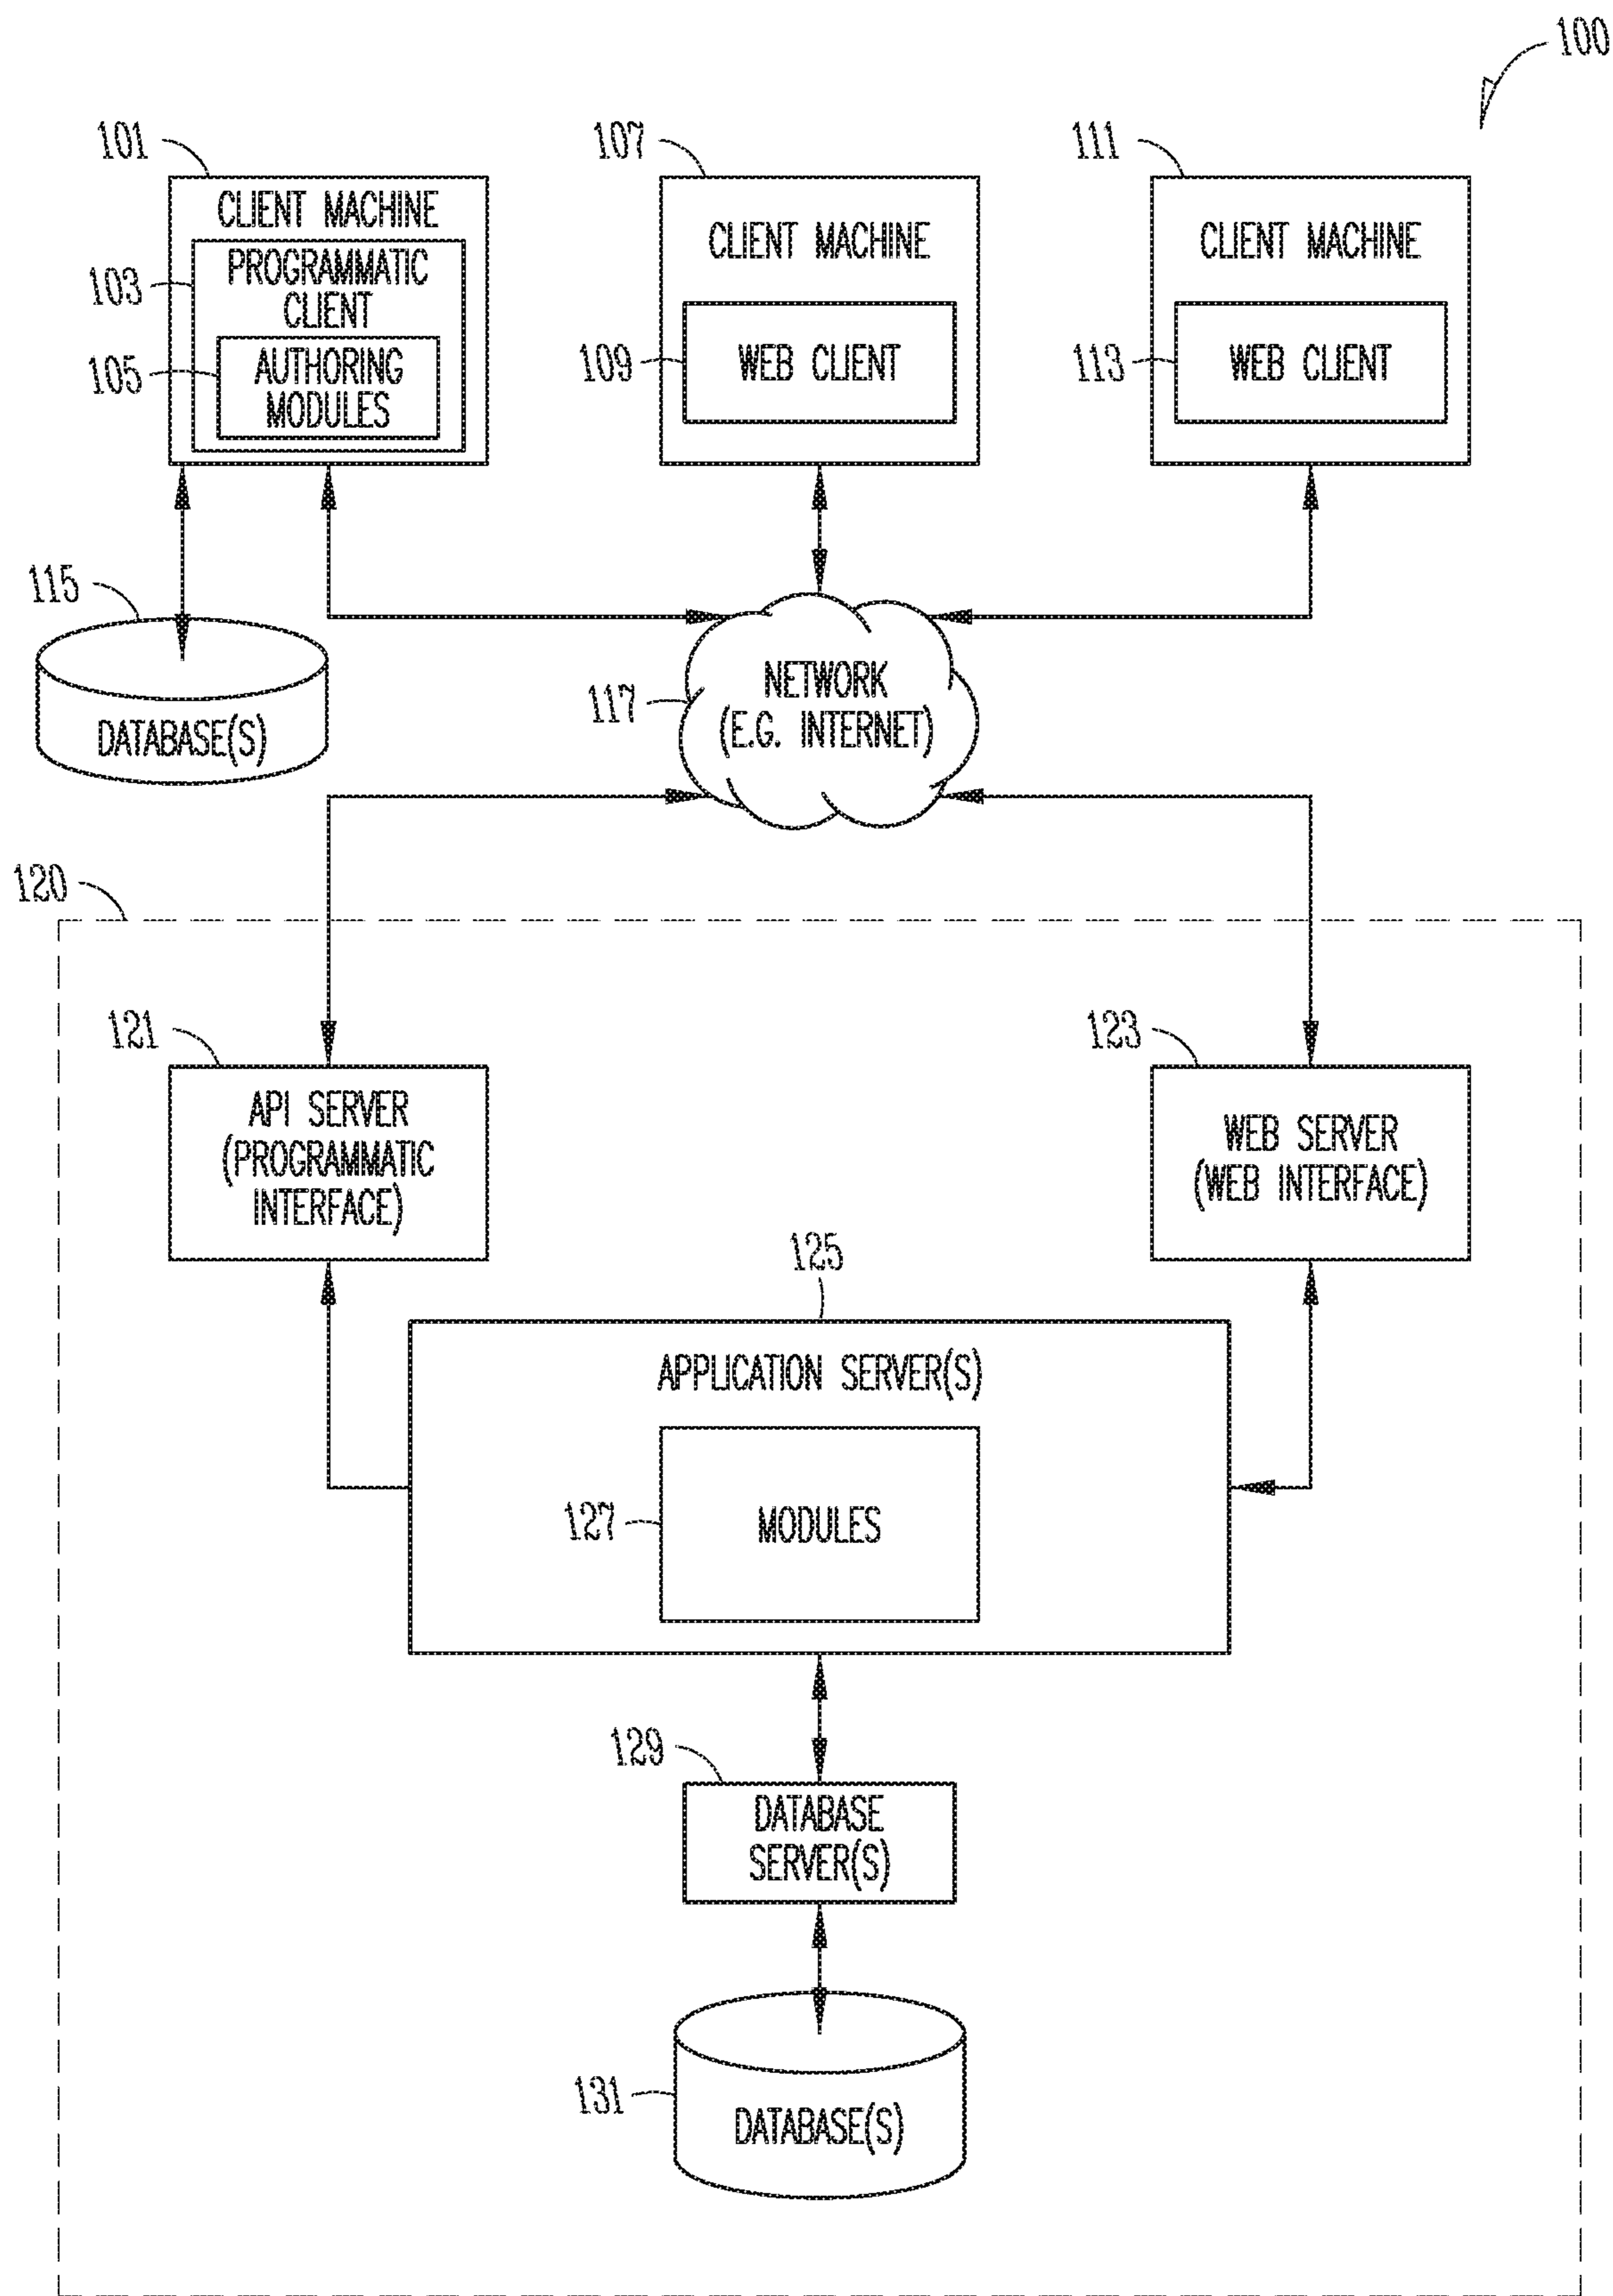 100
101
107
111
CLIENT MACHINE
CLIENT MACHINE
CLIENT MACHINE
103
PROGRAMMATIC
CLIENT
105
AUTHORING
MODULES
109
WEB CLIENT
113
WEB CLIENT
115
DATABASE(S)
117
NETWORK
(E.G. INTERNET)
120
121
123
API SERVER
(PROGRAMMATIC
INTERFACE)
WEB SERVER
(WEB INTERFACE)
125
APPLICATION SERVER(S)
127
MODULES
129
DATABASE
SERVER(S)
131
DATABASE(S)